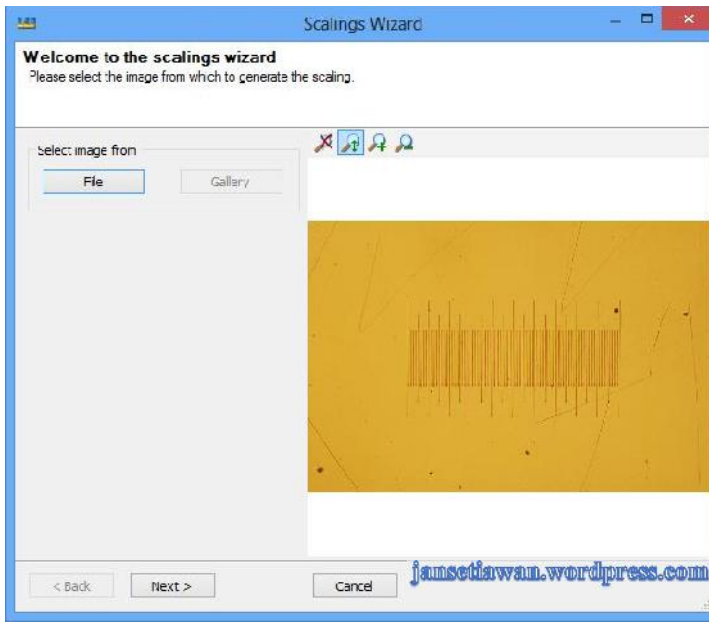 Scalings Wizard
Welcome to the scalings wizard
Please select the image from which to generate the scaling.
Select image from
File
Gallery
< Back
Next >
Cancel
jansetiawan.wordpress.com